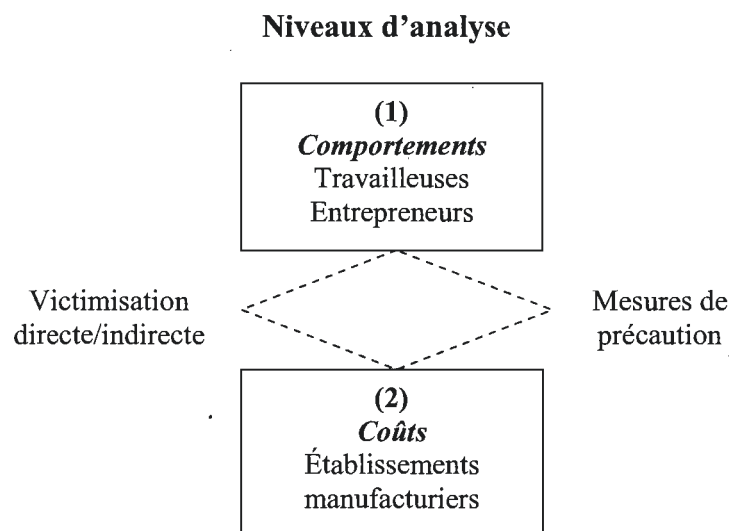 Niveaux d'analyse
(1)
Comportements
Travailleuses
Entrepreneurs
Victimisation
directe/indirecte
Mesures de
précaution
(2)
Coûts
Établissements
manufacturiers